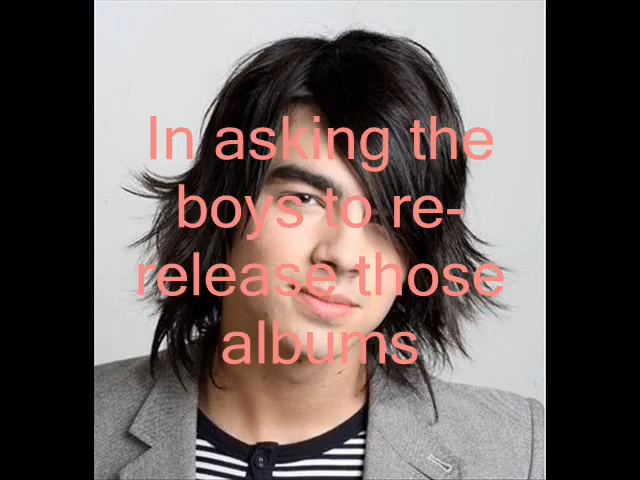 In asking the
boys to re-
release those
albums